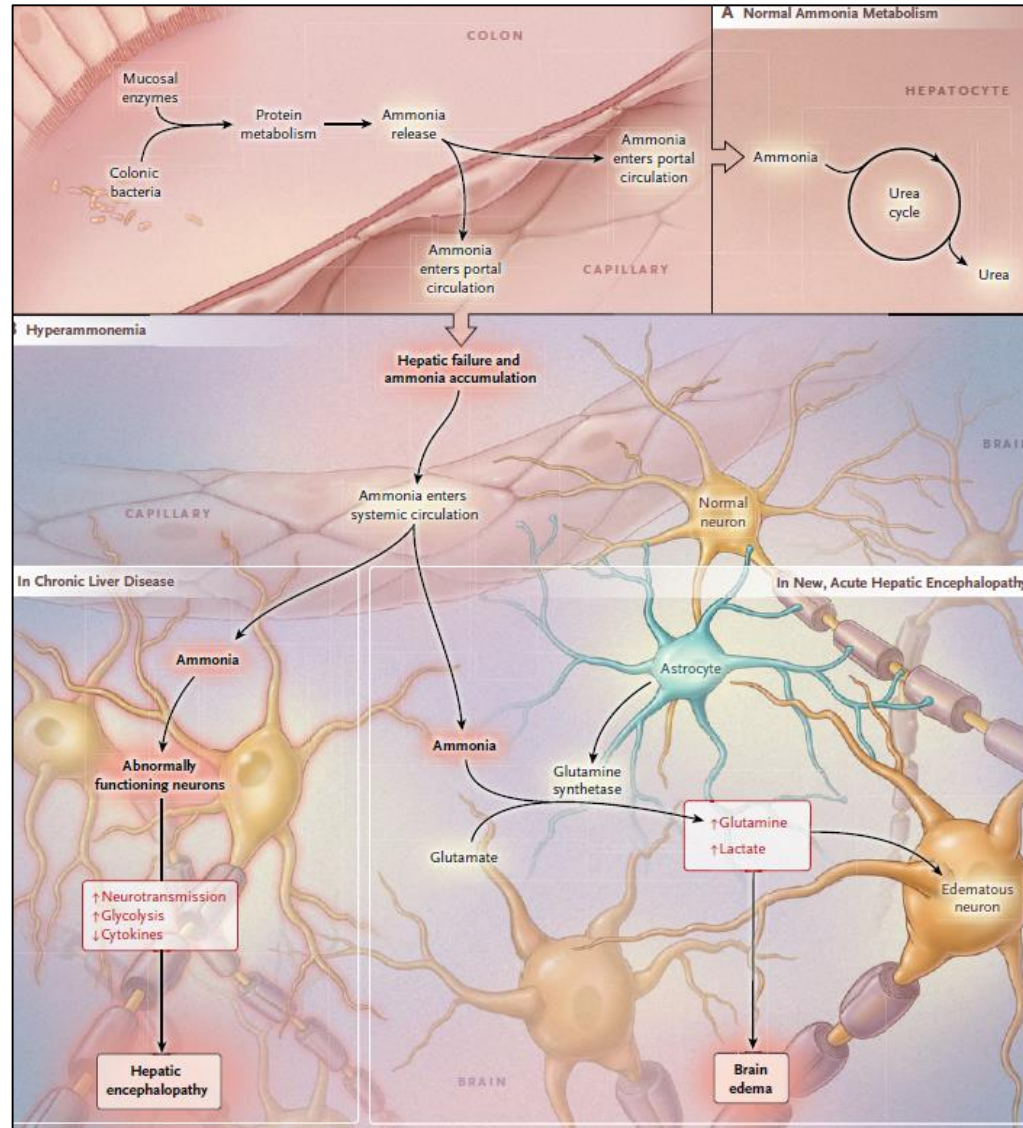 A Normal Ammonia Metabolism
COLON
HEPATOCYTE
Mucosal
enzymes
Colonic
bacteria
Protein
metabolism
Ammonia
release
Ammonia
enters portal
circulation
Ammonia
enters portal
circulation
CAPILLARY
Ammonia
Urea
cycle
Urea
Hyperammonemia
Hepatic failure and
ammonia accumulation
BRAIN
Normal
neuron
CAPILLARY
Ammonia enters
systemic circulation
In Chronic Liver Disease
Ammonia
Abnormally
functioning neurons
↑Neurotransmission
↑Glycolysis
↓Cytokines
Hepatic
encephalopathy
In New, Acute Hepatic Encephalopathy
Astrocyte
Ammonia
Glutamine
synthetase
Glutamate
↑Glutamine
↑Lactate
Edematous
neuron
Brain
edema
BRAIN